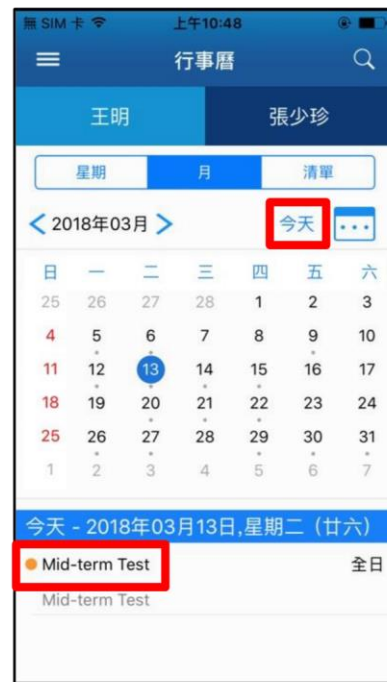 無 SIM 卡 上午10:48
行事曆
王明 張少珍
星期 月 清單
2018年03月 今天
日 一 二 三 四 五 六
25 26 27 28 1 2 3
4 5 6 7 8 9 10
11 12 13 14 15 16 17
18 19 20 21 22 23 24
25 26 27 28 29 30 31
1 2 3 4 5 6 7
今天 - 2018年03月13日,星期二（廿六）
Mid-term Test 全日
Mid-term Test